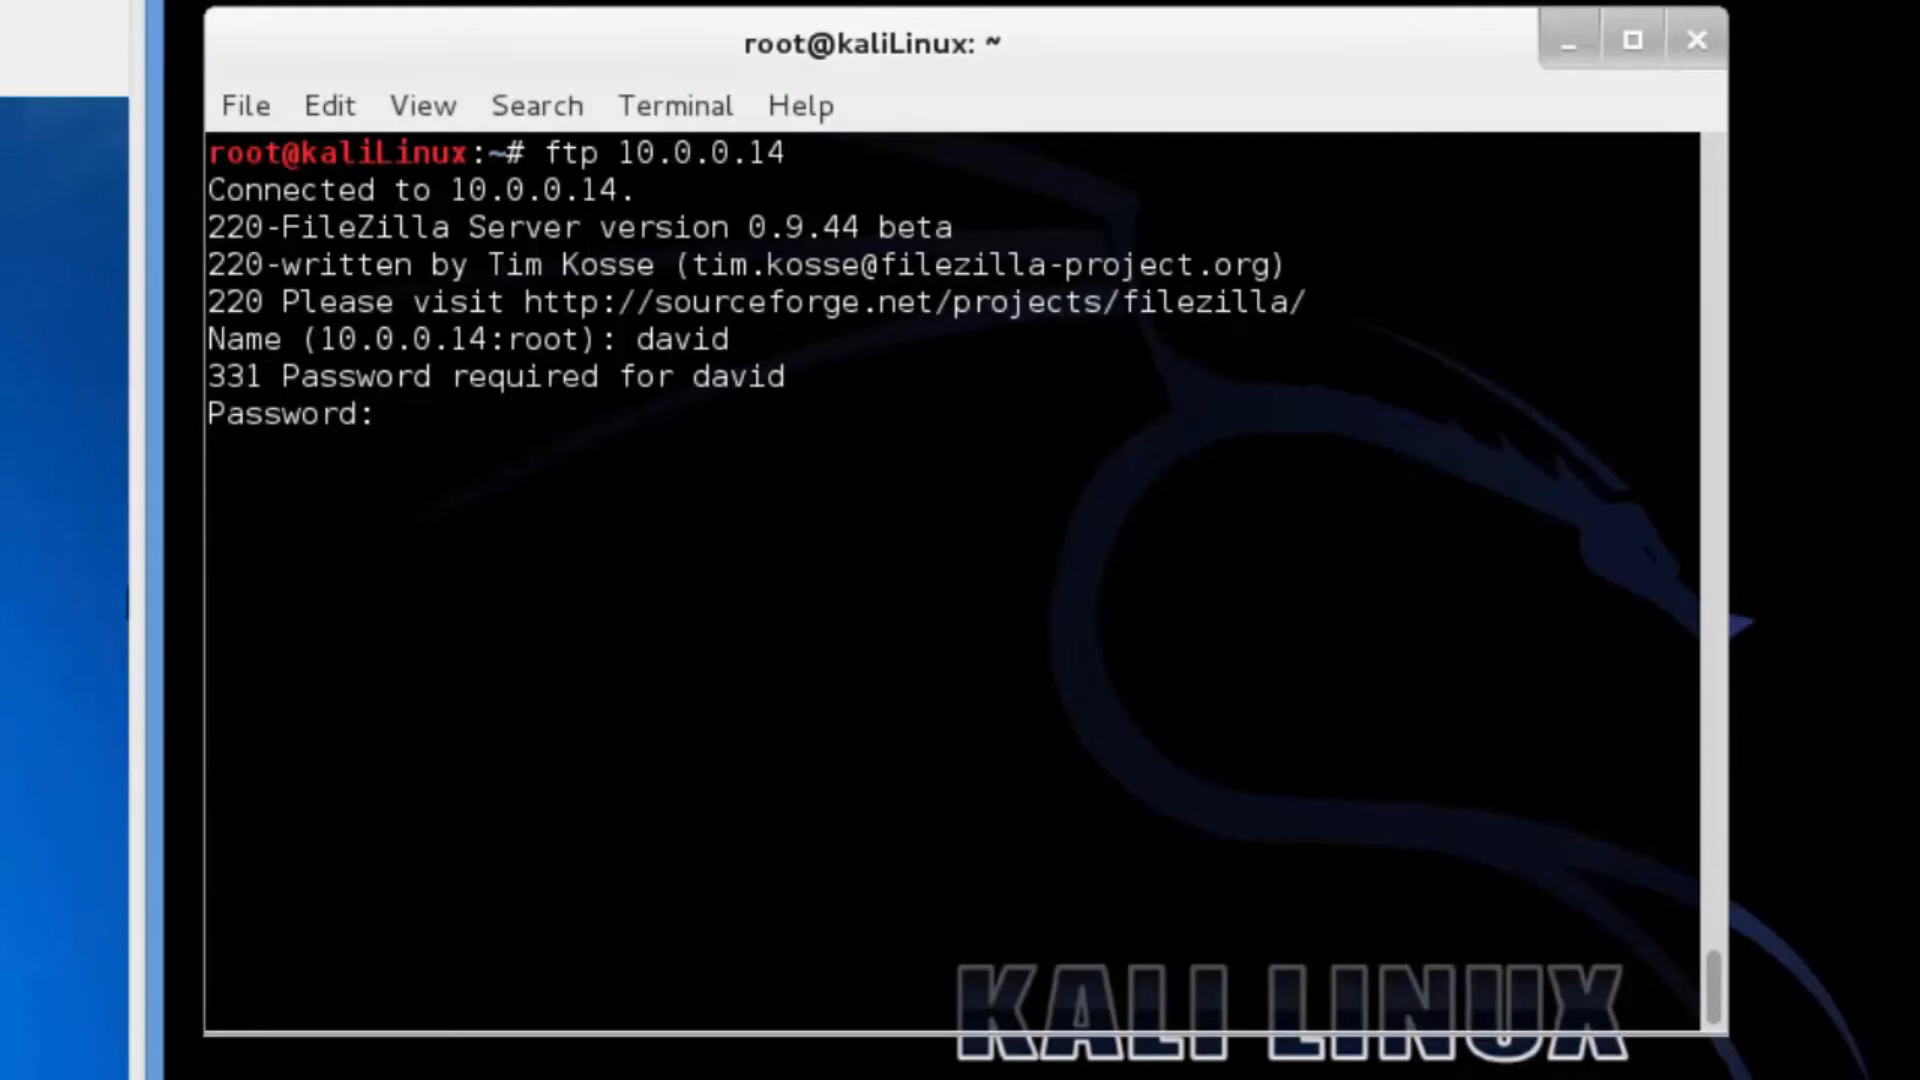 root@kaliLinux: ~
File Edit View Search Terminal Help
root@kaliLinux:~# ftp 10.0.0.14
Connected to 10.0.0.14.
220-FileZilla Server version 0.9.44 beta
220-written by Tim Kosse (tim.kosse@filezilla-project.org)
220 Please visit http://sourceforge.net/projects/filezilla/
Name (10.0.0.14:root): david
331 Password required for david
Password:
KALI LINUX